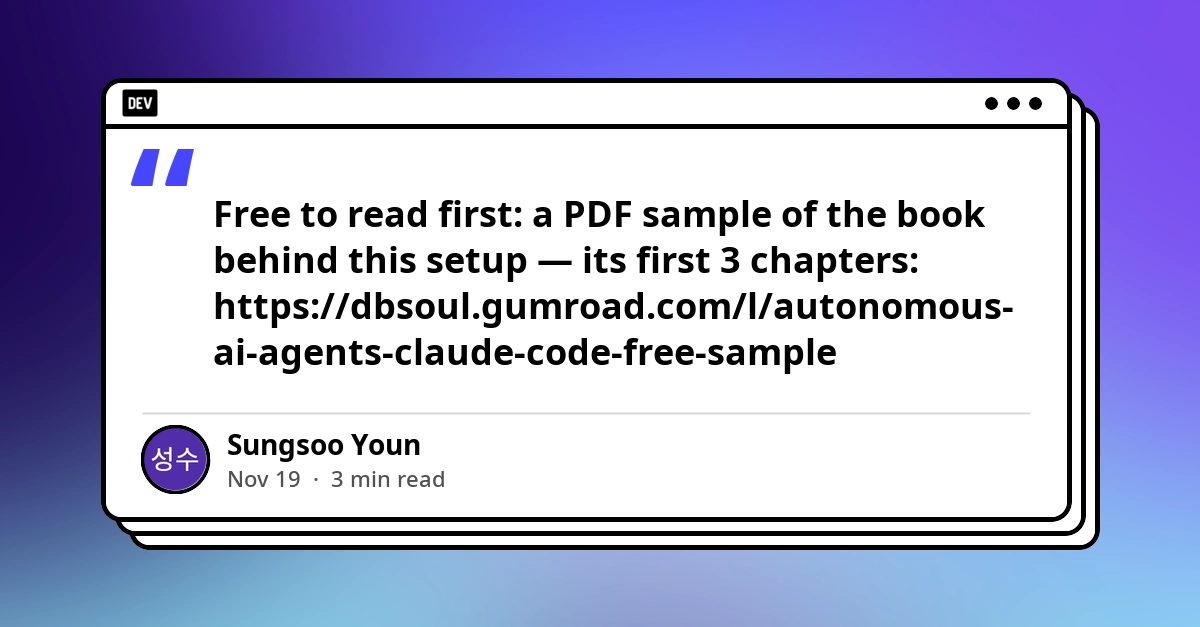 DEV
Free to read first: a PDF sample of the book
behind this setup — its first 3 chapters:
https://dbsoul.gumroad.com/l/autonomous-
ai-agents-claude-code-free-sample
성수
Sungsoo Youn
Nov 19 · 3 min read